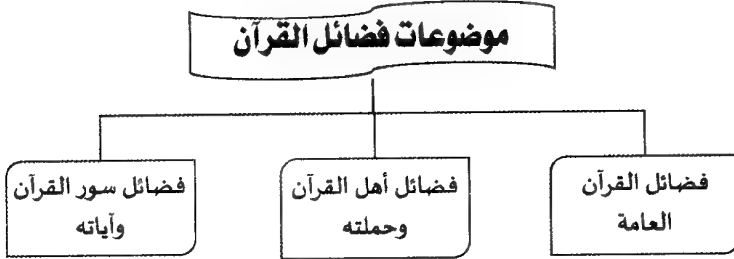 موضوعات فضائل القرآن
فضائل القرآن
العامة
فضائل أهل القرآن
وحملته
فضائل سور القرآن
وآياته